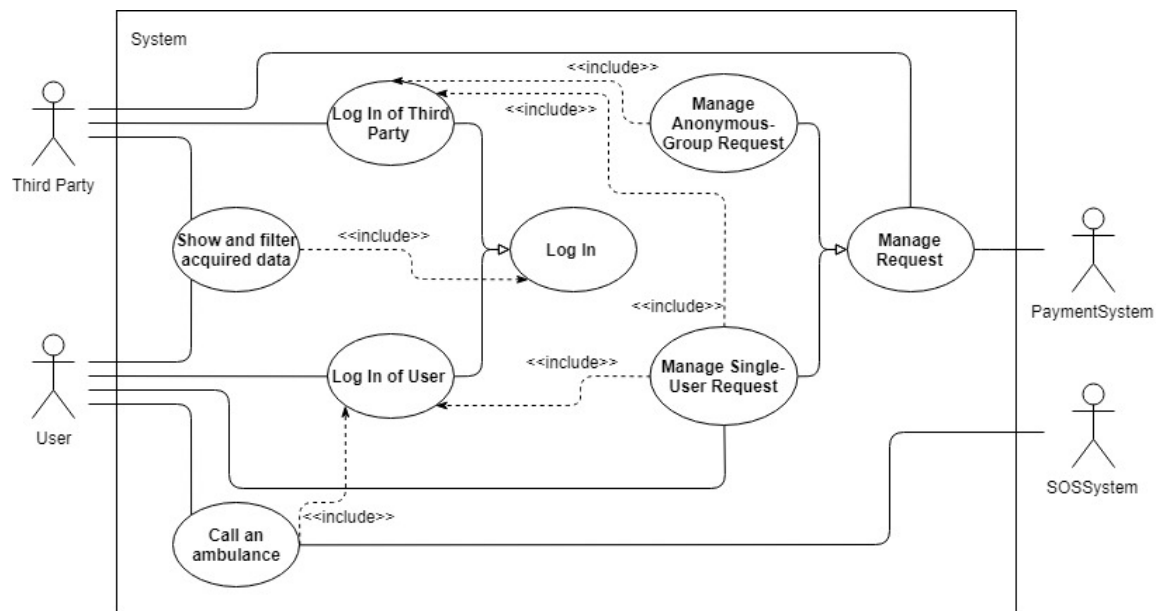 System
<<include>>
<<include>>
Log In of Third
Party
Manage
Anonymous-
Group Request
Third Party
Show and filter
acquired data
<<include>>
Log In
Manage
Request
PaymentSystem
<<include>>
Log In of User
<<include>>
Manage Single-
User Request
User
SOSSystem
<<include>>
Call an
ambulance